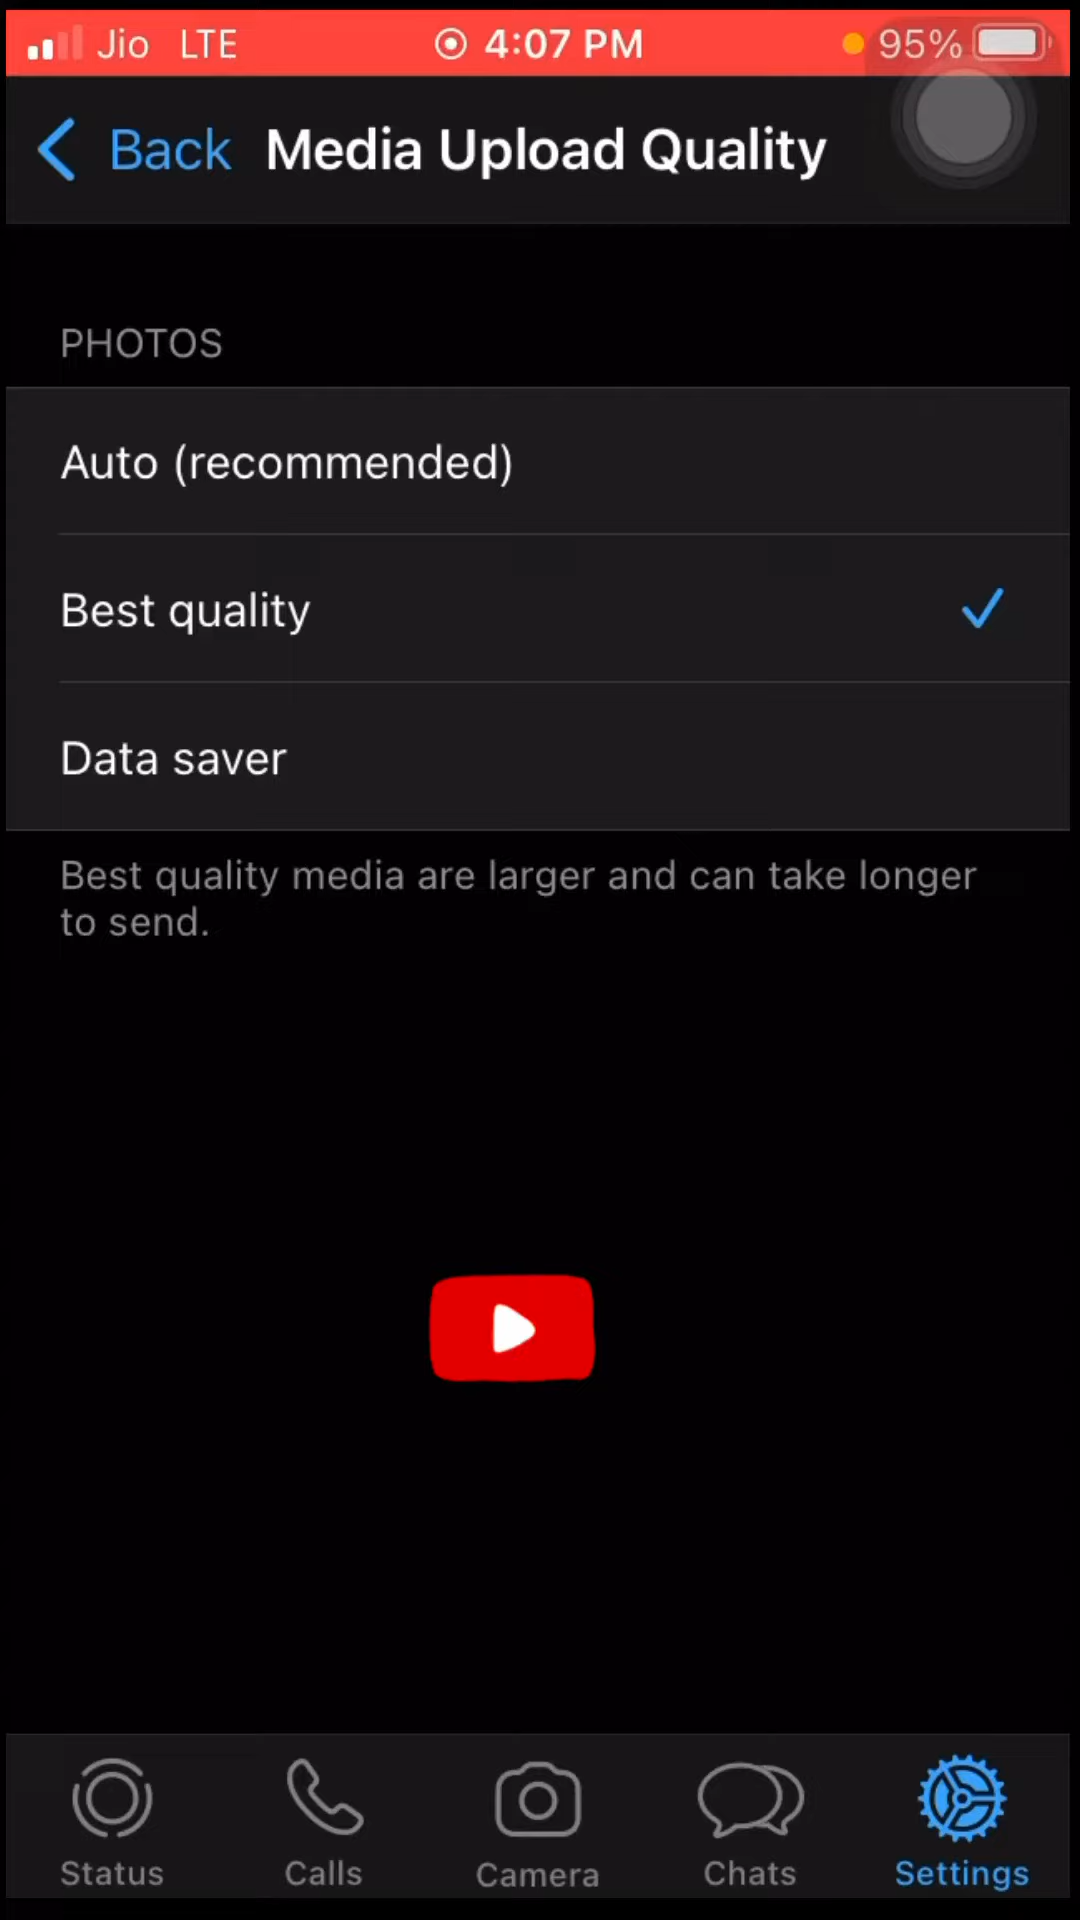 Jio LTE 4:07 PM 95%
Back Media Upload Quality
PHOTOS
Auto (recommended)
Best quality
Data saver
Best quality media are larger and can take longer
to send.
Status Calls Camera Chats Settings